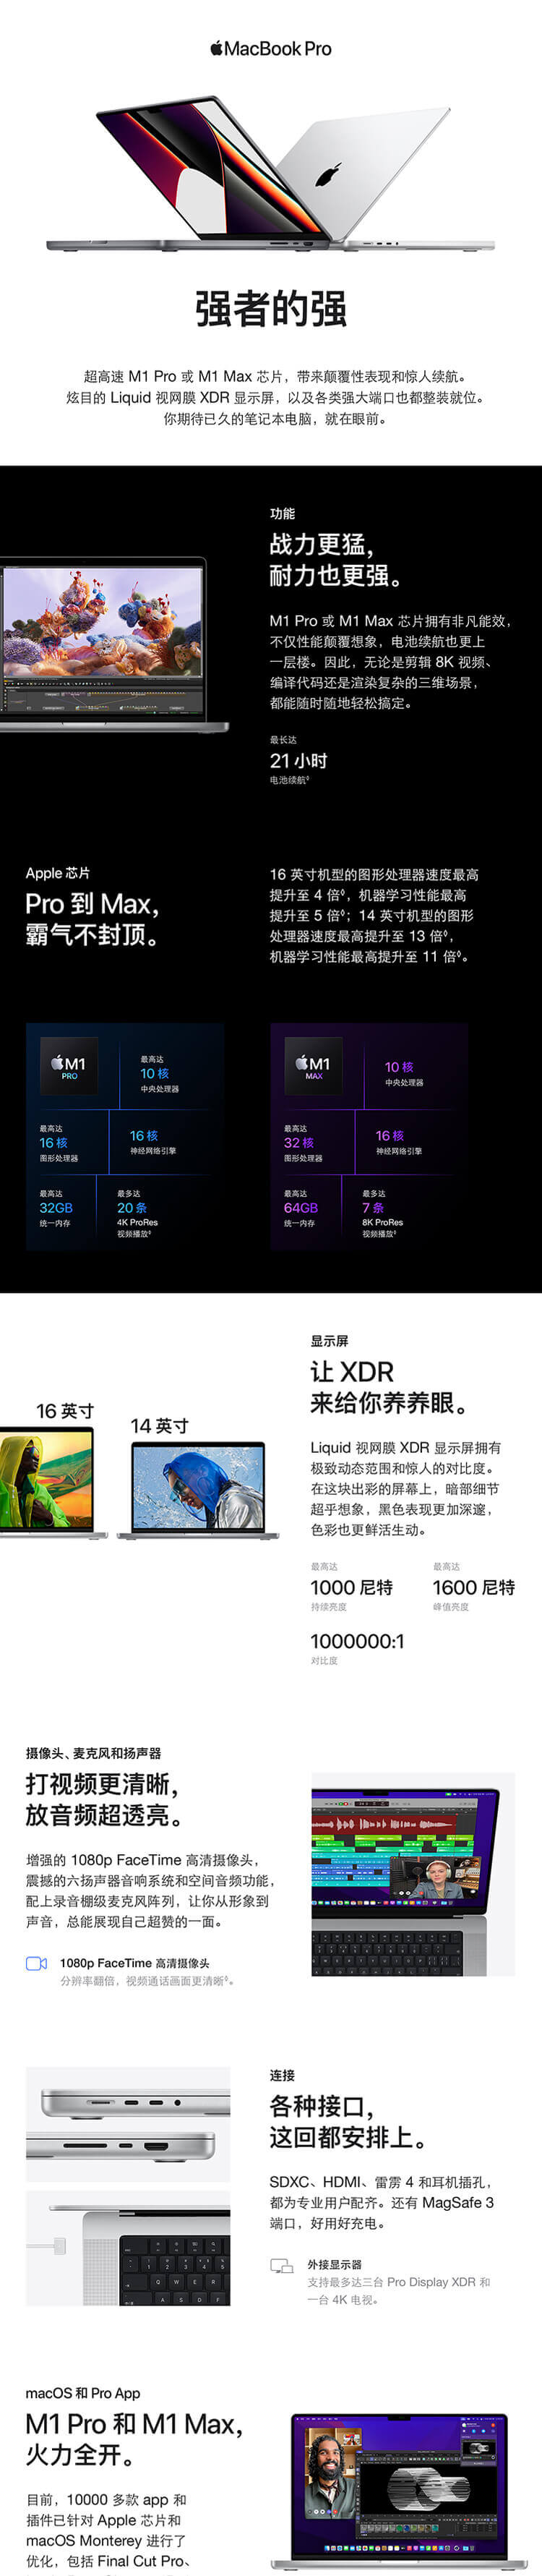 MacBook Pro
强者的强
超高速 M1 Pro 或 M1 Max 芯片，带来颠覆性表现和惊人续航。
炫目的 Liquid 视网膜 XDR 显示屏，以及各类强大端口也都整装就位。
你期待已久的笔记本电脑，就在眼前。
功能
战力更猛，
耐力也更强。
M1 Pro 或 M1 Max 芯片拥有非凡能效，
不仅性能颠覆想象，电池续航也更上
一层楼。因此，无论是剪辑 8K 视频、
编译代码还是渲染复杂的三维场景，
都能随时随地轻松搞定。
最长达
21 小时
电池续航◊
Apple 芯片
Pro 到 Max，
霸气不封顶。
16 英寸机型的图形处理器速度最高
提升至 4 倍◊，机器学习性能最高
提升至 5 倍◊；14 英寸机型的图形
处理器速度最高提升至 13 倍◊，
机器学习性能最高提升至 11 倍◊。
M1
PRO
最高达
10 核
中央处理器
最高达
16 核
图形处理器
16 核
神经网络引擎
最高达
32GB
统一内存
最多达
20 条
4K ProRes
视频播放◊
M1
MAX
10 核
中央处理器
最高达
32 核
图形处理器
16 核
神经网络引擎
最高达
64GB
统一内存
最多达
7 条
8K ProRes
视频播放◊
显示屏
让 XDR
来给你养养眼。
16 英寸
14 英寸
Liquid 视网膜 XDR 显示屏拥有
极致动态范围和惊人的对比度。
在这块出彩的屏幕上，暗部细节
超乎想象，黑色表现更加深邃，
色彩也更鲜活生动。
最高达
1000 尼特
持续亮度
最高达
1600 尼特
峰值亮度
1000000:1
对比度
摄像头、麦克风和扬声器
打视频更清晰，
放音频超透亮。
增强的 1080p FaceTime 高清摄像头，
震撼的六扬声器音响系统和空间音频功能，
配上录音棚级麦克风阵列，让你从形象到
声音，总能展现自己超赞的一面。
1080p FaceTime 高清摄像头
分辨率翻倍，视频通话画面更清晰◊。
连接
各种接口，
这回都安排上。
SDXC、HDMI、雷雳 4 和耳机插孔，
都为专业用户配齐。还有 MagSafe 3
端口，好用好充电。
外接显示器
支持最多达三台 Pro Display XDR 和
一台 4K 电视。
macOS 和 Pro App
M1 Pro 和 M1 Max，
火力全开。
目前，10000 多款 app 和
插件已针对 Apple 芯片和
macOS Monterey 进行了
优化，包括 Final Cut Pro、